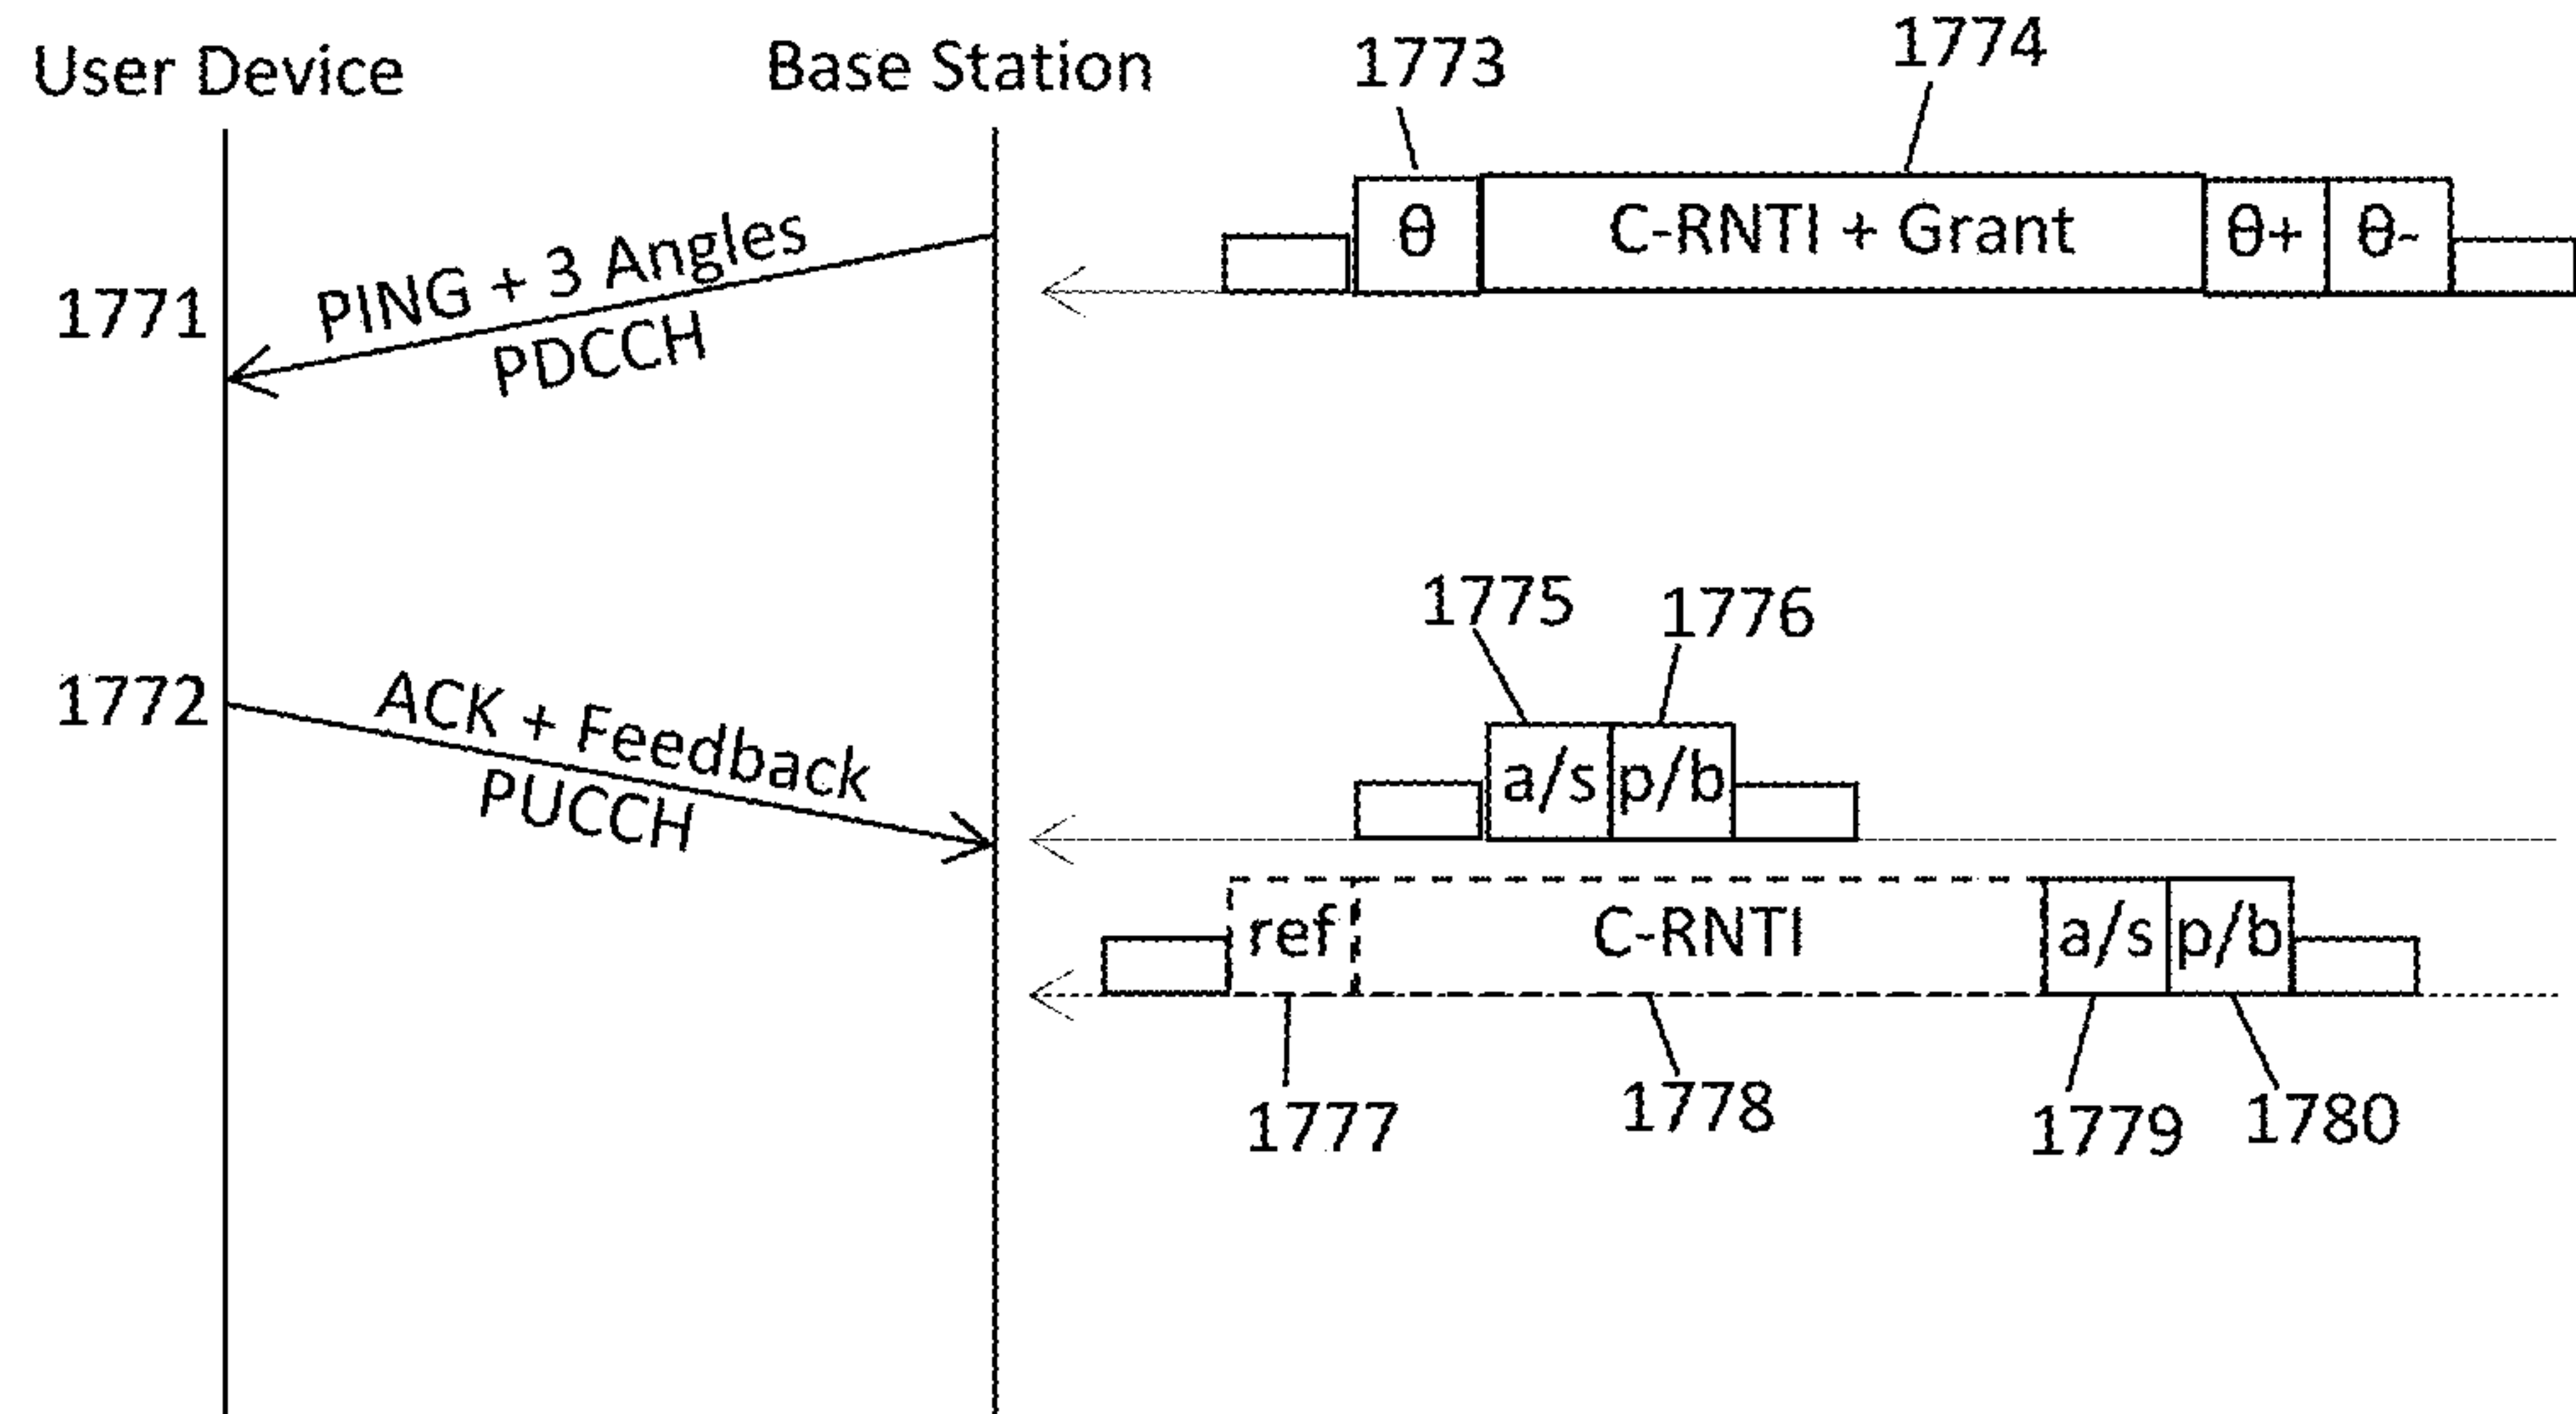 User Device
Base Station
1773
1774
θ
C-RNTI + Grant
θ+
θ-
PING + 3 Angles
PDCCH
1771
1775
1776
1772
ACK + Feedback
PUCCH
a/s
p/b
ref
C-RNTI
a/s
p/b
1777
1778
1779
1780